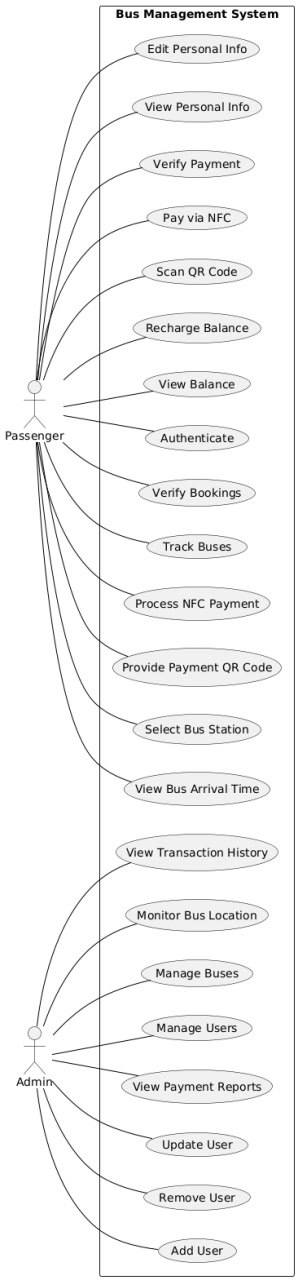 Bus Management System
Edit Personal Info
View Personal Info
Verify Payment
Pay via NFC
Scan QR Code
Recharge Balance
View Balance
Passenger
Authenticate
Verify Bookings
Track Buses
Process NFC Payment
Provide Payment QR Code
Select Bus Station
View Bus Arrival Time
View Transaction History
Monitor Bus Location
Manage Buses
Manage Users
Admin
View Payment Reports
Update User
Remove User
Add User